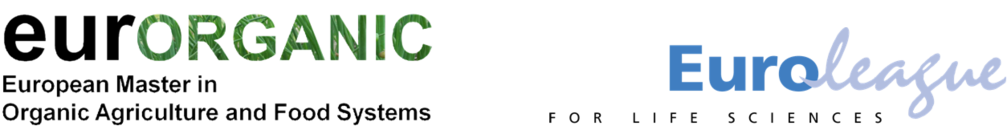 eurORGANIC
European Master in
Organic Agriculture and Food Systems
Euroleague
FOR LIFE SCIENCES